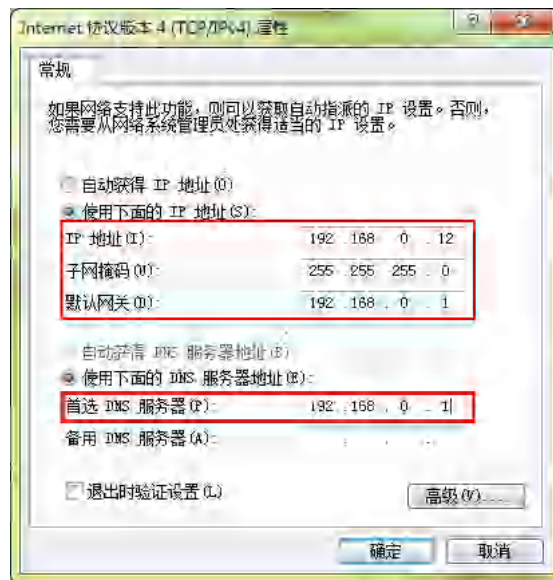 Internet 协议版本 4 (TCP/IPv4) 属性
常规
如果网络支持此功能，则可以获取自动指派的 IP 设置。否则，
您需要从网络系统管理员处获得适当的 IP 设置。
自动获得 IP 地址(O)
使用下面的 IP 地址(S):
IP 地址(I): 192 . 168 . 0 . 12
子网掩码(U): 255 . 255 . 255 . 0
默认网关(D): 192 . 168 . 0 . 1
自动获得 DNS 服务器地址(B)
使用下面的 DNS 服务器地址(E):
首选 DNS 服务器(P): 192 . 168 . 0 . 1
备用 DNS 服务器(A): . . .
退出时验证设置(L)
高级(V)...
确定 取消